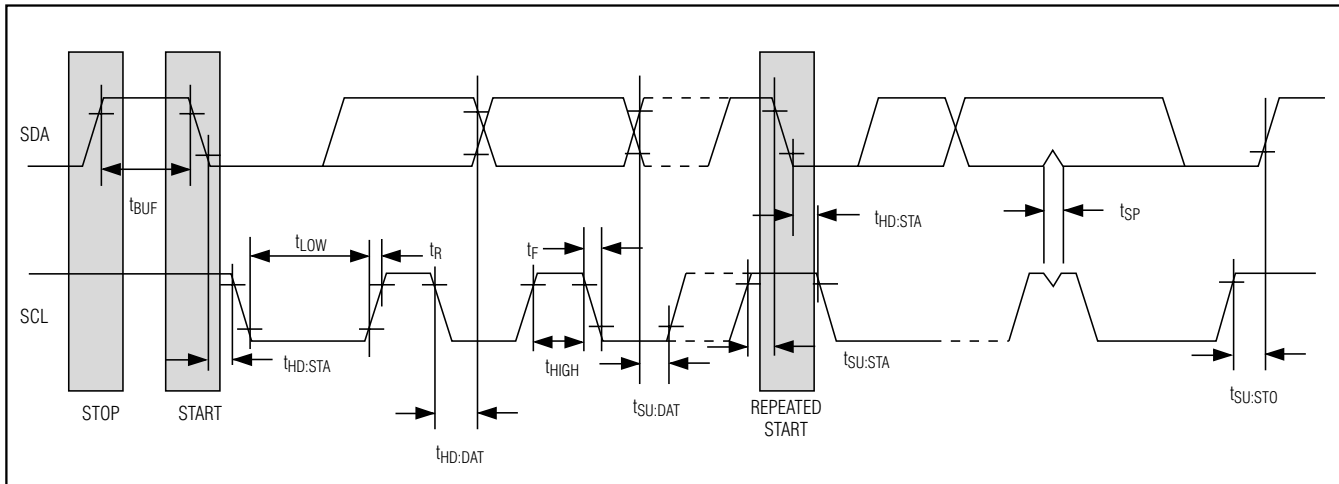 SDA
tBUF
tLOW
tR
tF
tHD:STA
tSP
SCL
tHD:STA
tHIGH
tSU:STA
tSU:DAT
tSU:STO
STOP
START
REPEATED
START
tHD:DAT